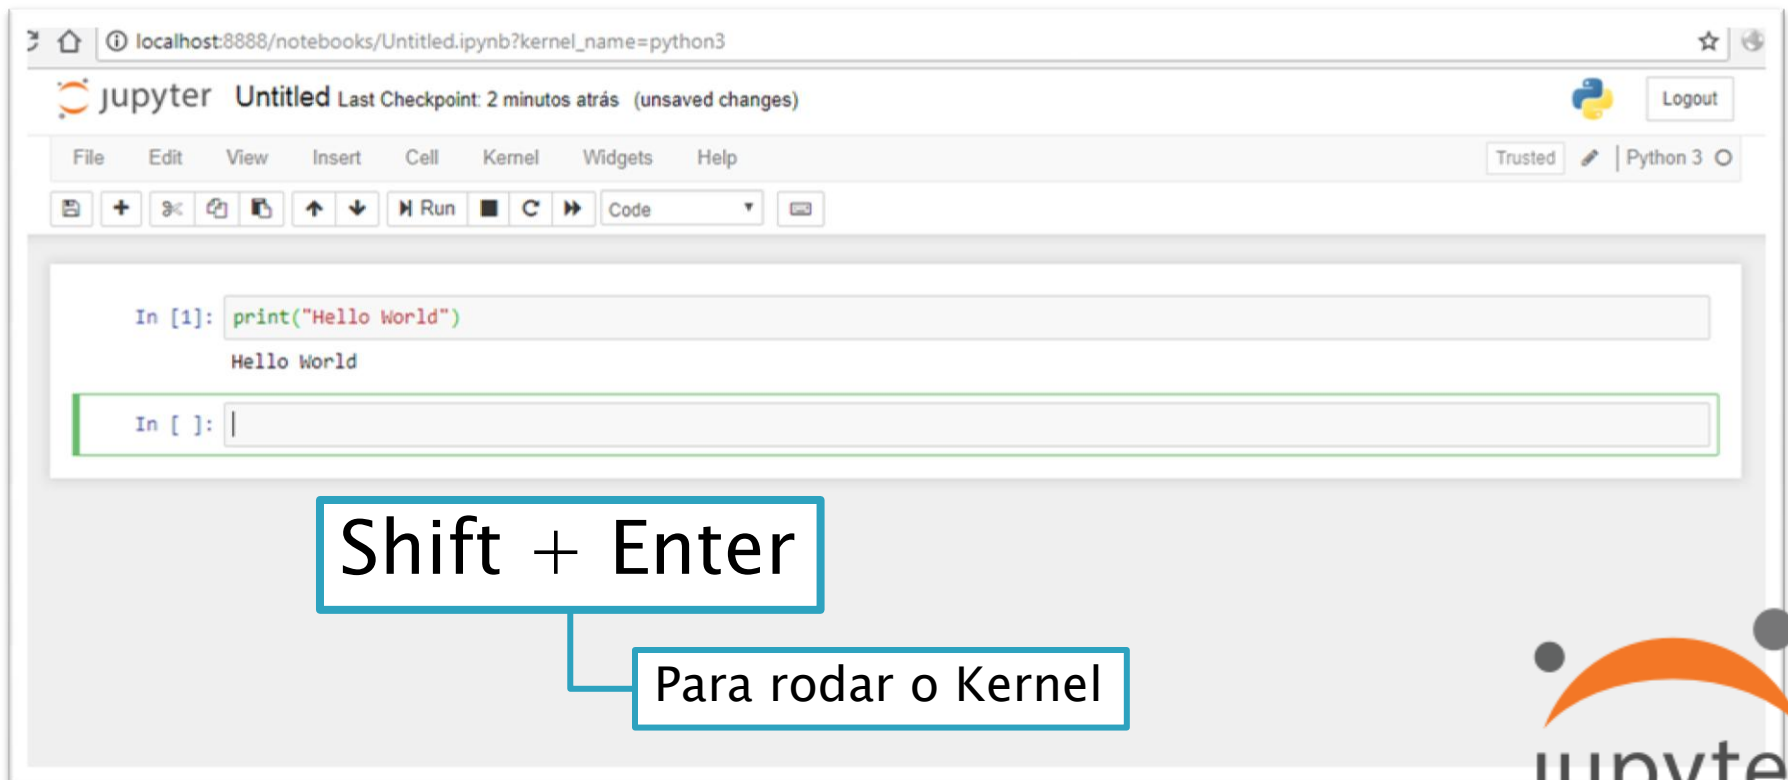 localhost:8888/notebooks/Untitled.ipynb?kernel_name=python3
jupyter Untitled Last Checkpoint: 2 minutos atrás (unsaved changes)
Logout
File Edit View Insert Cell Kernel Widgets Help
Trusted Python 3
Run Code
In [1]: print("Hello World")
Hello World
In [ ]:
Shift + Enter
Para rodar o Kernel
jupyte